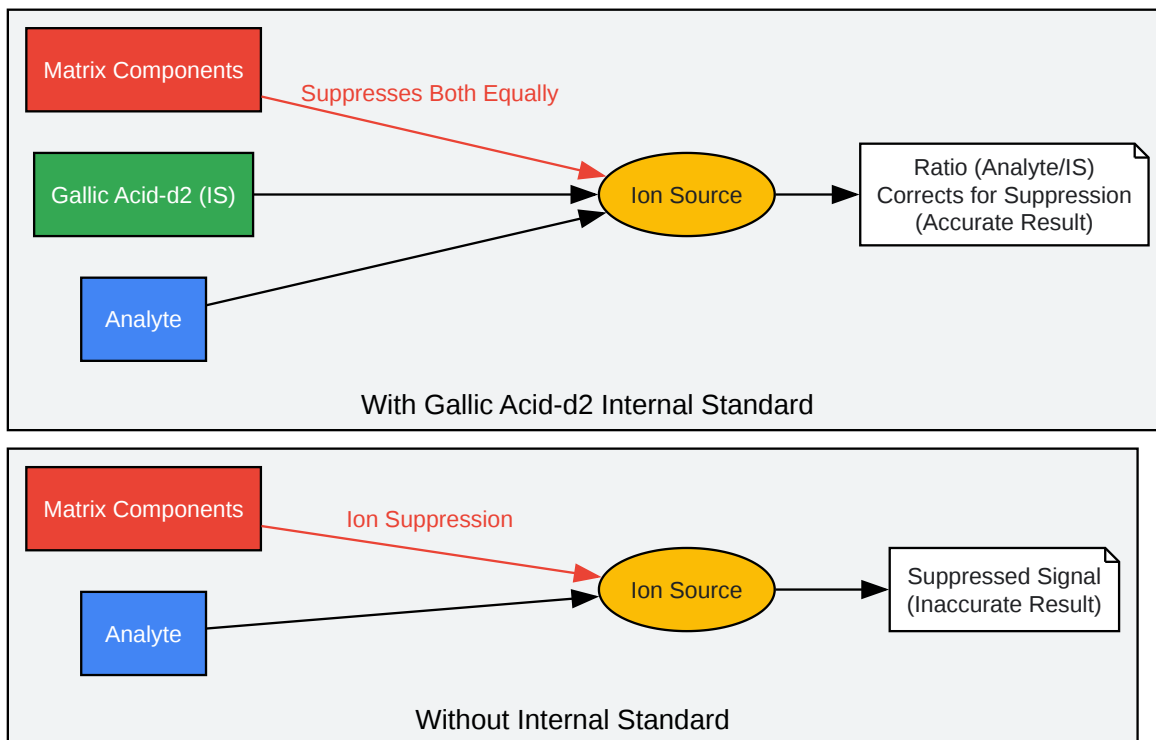 Matrix Components
Suppresses Both Equally
Gallic Acid-d2 (IS)
Ion Source
Ratio (Analyte/IS)
Corrects for Suppression
(Accurate Result)
Analyte
With Gallic Acid-d2 Internal Standard
Matrix Components
Ion Suppression
Ion Source
Suppressed Signal
(Inaccurate Result)
Analyte
Without Internal Standard